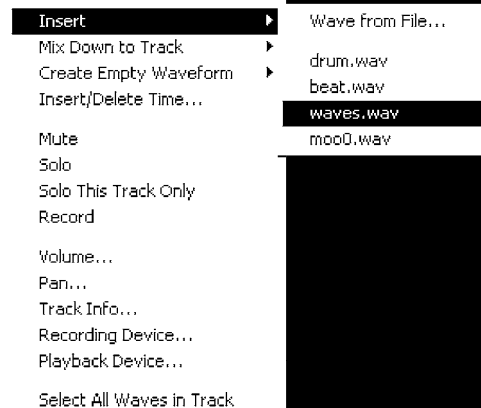 Insert
Mix Down to Track
Create Empty Waveform
Insert/Delete Time...
Mute
Solo
Solo This Track Only
Record
Volume...
Pan...
Track Info...
Recording Device...
Playback Device...
Select All Waves in Track
Wave from File...
drum.wav
beat.wav
waves.wav
moo0.wav